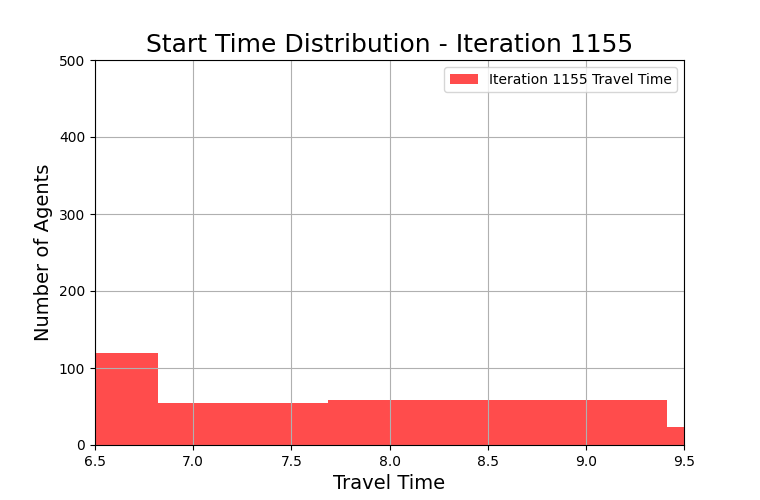 Start Time Distribution - Iteration 1155
Iteration 1155 Travel Time
Number of Agents
500
400
300
200
100
0
6.5 7.0 7.5 8.0 8.5 9.0 9.5
Travel Time